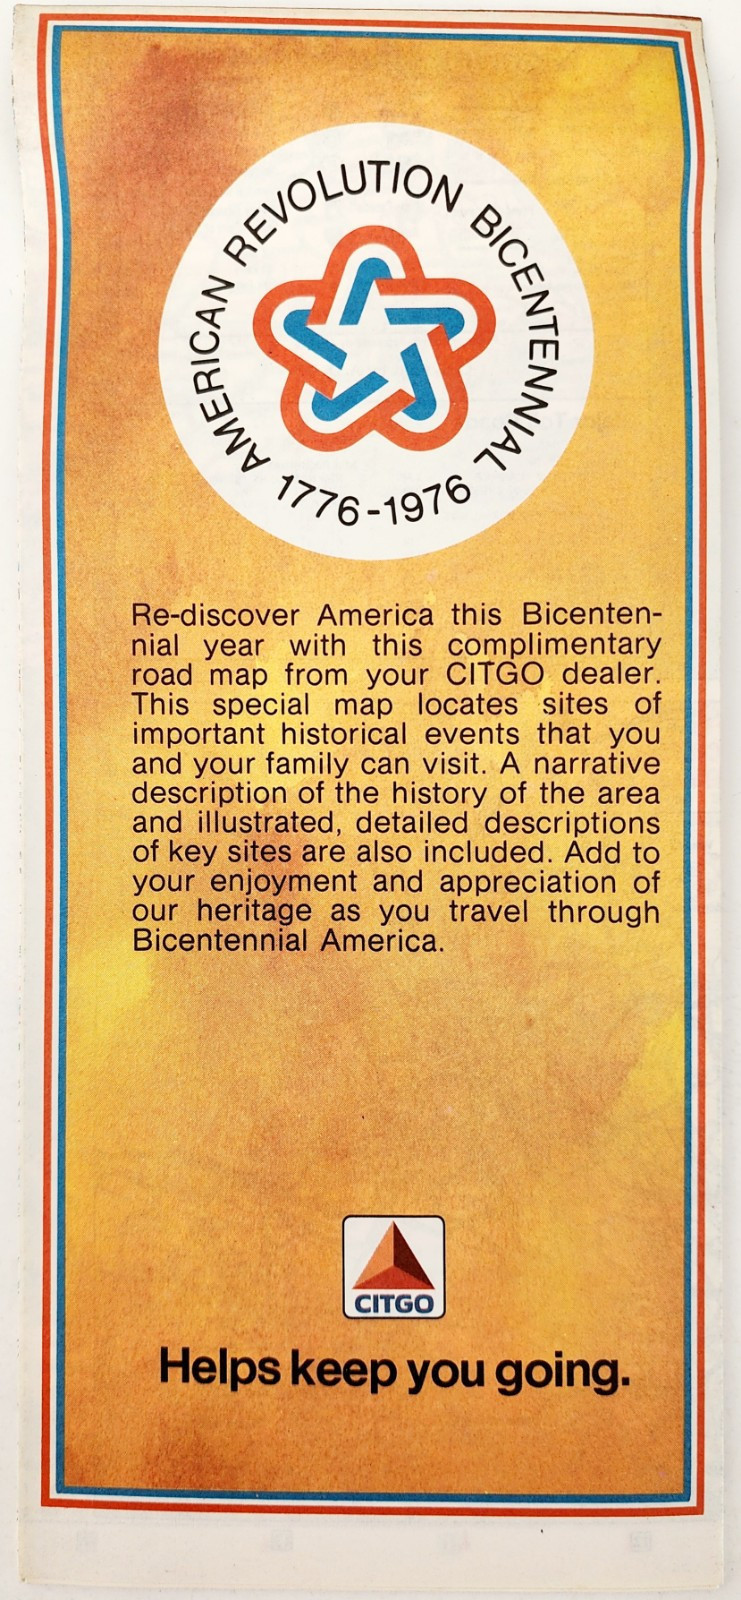 AMERICAN REVOLUTION BICENTENNIAL
1776-1976
Re-discover America this Bicenten-
nial year with this complimentary
road map from your CITGO dealer.
This special map locates sites of
important historical events that you
and your family can visit. A narrative
description of the history of the area
and illustrated, detailed descriptions
of key sites are also included. Add to
your enjoyment and appreciation of
our heritage as you travel through
Bicentennial America.
CITGO
Helps keep you going.